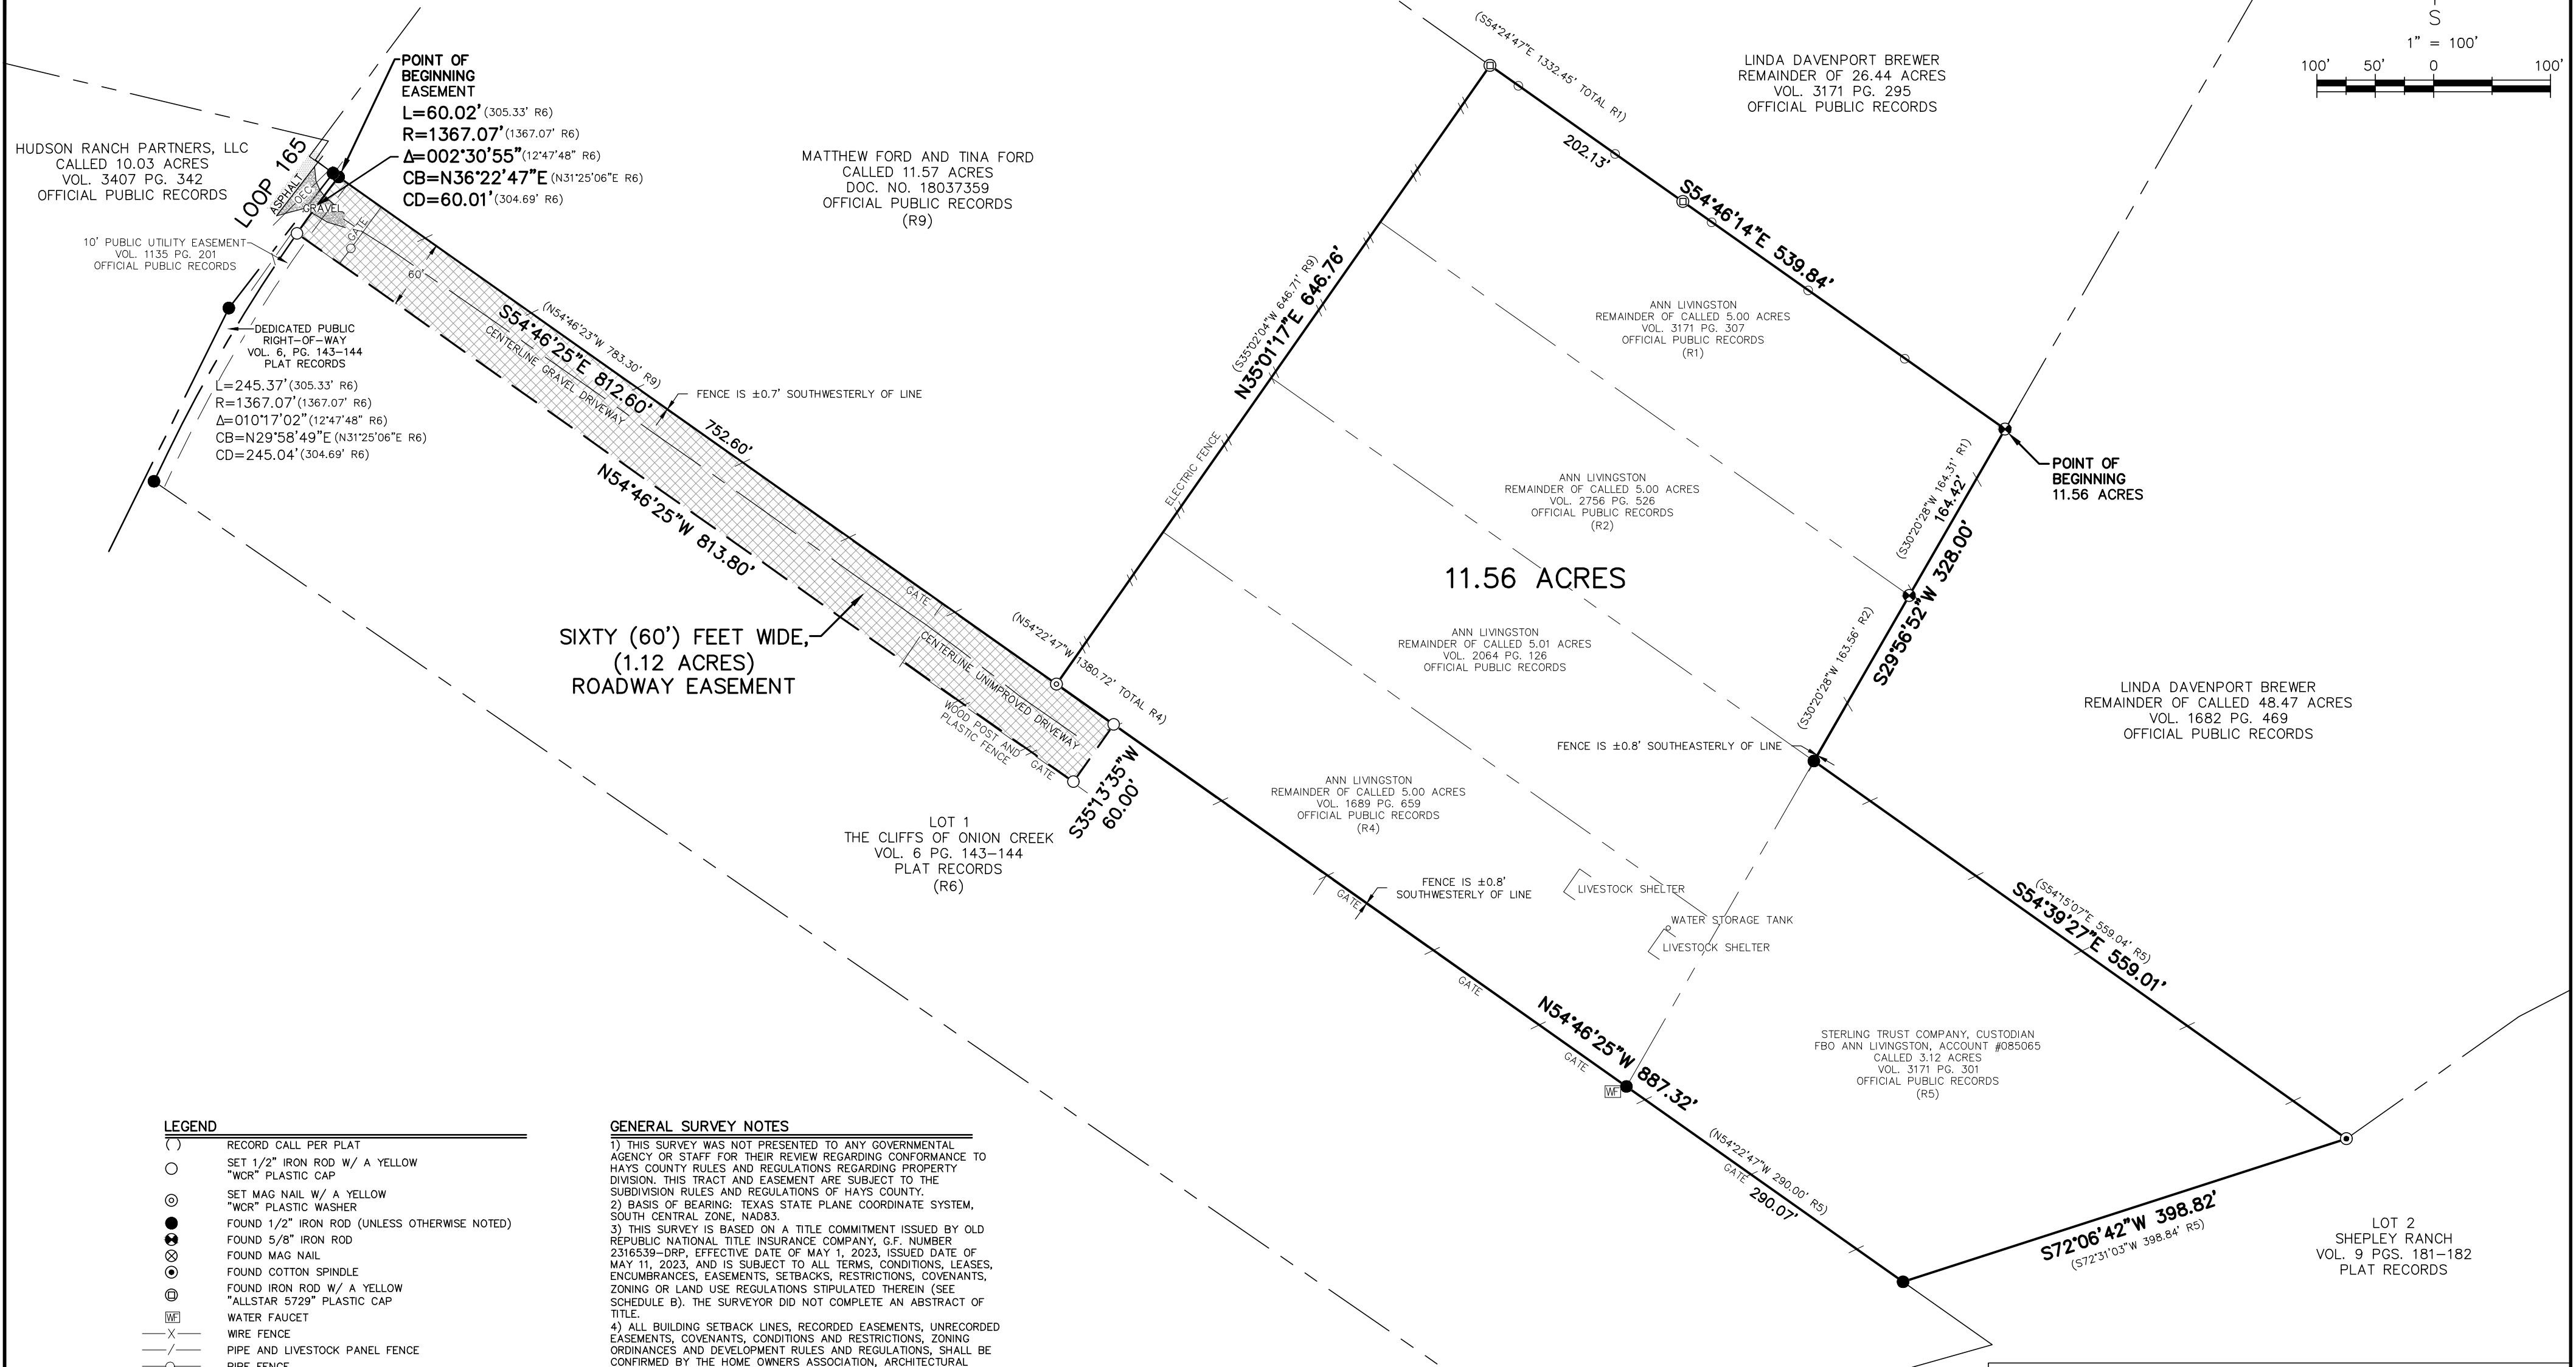 S
1" = 100'
100' 50' 0 100'
POINT OF
BEGINNING
EASEMENT
L=60.02' (305.33' R6)
R=1367.07' (1367.07' R6)
Δ=002°30'55" (12°47'48" R6)
CB=N36°22'47"E (N31°25'06"E R6)
CD=60.01' (304.69' R6)
HUDSON RANCH PARTNERS, LLC
CALLED 10.03 ACRES
VOL. 3407 PG. 342
OFFICIAL PUBLIC RECORDS
LOOP 165
ASPHALT
GRAVEL
GATE
10' PUBLIC UTILITY EASEMENT
VOL. 1135 PG. 201
OFFICIAL PUBLIC RECORDS
DEDICATED PUBLIC
RIGHT-OF-WAY
VOL. 6, PG. 143-144
PLAT RECORDS
L=245.37' (305.33' R6)
R=1367.07' (1367.07' R6)
Δ=010°17'02" (12°47'48" R6)
CB=N29°58'49"E (N31°25'06"E R6)
CD=245.04' (304.69' R6)
MATTHEW FORD AND TINA FORD
CALLED 11.57 ACRES
DOC. NO. 18037359
OFFICIAL PUBLIC RECORDS
(R9)
60'
(N54°46'23"W 783.30' R9)
S54°46'25"E 812.60'
CENTERLINE GRAVEL DRIVEWAY
FENCE IS ±0.7' SOUTHWESTERLY OF LINE
752.60'
N54°46'25"W 813.80'
SIXTY (60') FEET WIDE,
(1.12 ACRES)
ROADWAY EASEMENT
GATE
CENTERLINE UNIMPROVED DRIVEWAY
WOOD POST AND
PLASTIC FENCE
GATE
(N54°22'47"W 1380.72' TOTAL R4)
S35°13'35"W
60.00'
LOT 1
THE CLIFFS OF ONION CREEK
VOL. 6 PG. 143-144
PLAT RECORDS
(R6)
(S54°24'47"E 1332.45' TOTAL R1)
202.13'
S54°46'14"E 539.84'
LINDA DAVENPORT BREWER
REMAINDER OF 26.44 ACRES
VOL. 3171 PG. 295
OFFICIAL PUBLIC RECORDS
(S35°02'04"W 646.71' R9)
N35°01'17"E 646.76'
ELECTRIC FENCE
ANN LIVINGSTON
REMAINDER OF CALLED 5.00 ACRES
VOL. 3171 PG. 307
OFFICIAL PUBLIC RECORDS
(R1)
ANN LIVINGSTON
REMAINDER OF CALLED 5.00 ACRES
VOL. 2756 PG. 526
OFFICIAL PUBLIC RECORDS
(R2)
11.56 ACRES
ANN LIVINGSTON
REMAINDER OF CALLED 5.01 ACRES
VOL. 2064 PG. 126
OFFICIAL PUBLIC RECORDS
ANN LIVINGSTON
REMAINDER OF CALLED 5.00 ACRES
VOL. 1689 PG. 659
OFFICIAL PUBLIC RECORDS
(R4)
POINT OF
BEGINNING
11.56 ACRES
(S30°20'28"W 164.31' R1)
164.42'
S29°56'52"W 328.00'
(S30°20'28"W 163.56' R2)
FENCE IS ±0.8' SOUTHEASTERLY OF LINE
LINDA DAVENPORT BREWER
REMAINDER OF CALLED 48.47 ACRES
VOL. 1682 PG. 469
OFFICIAL PUBLIC RECORDS
FENCE IS ±0.8'
SOUTHWESTERLY OF LINE
GATE
LIVESTOCK SHELTER
WATER STORAGE TANK
LIVESTOCK SHELTER
GATE
(S54°15'07"E 559.04' R5)
S54°39'27"E 559.01'
N54°46'25"W 887.32'
GATE
WF
STERLING TRUST COMPANY, CUSTODIAN
FBO ANN LIVINGSTON, ACCOUNT #085065
CALLED 3.12 ACRES
VOL. 3171 PG. 301
OFFICIAL PUBLIC RECORDS
(R5)
(N54°22'47"W 290.00' R5)
GATE
290.07'
S72°06'42"W 398.82'
(S72°31'03"W 398.84' R5)
LOT 2
SHEPLEY RANCH
VOL. 9 PGS. 181-182
PLAT RECORDS
LEGEND
( ) RECORD CALL PER PLAT
SET 1/2" IRON ROD W/ A YELLOW
"WCR" PLASTIC CAP
SET MAG NAIL W/ A YELLOW
"WCR" PLASTIC WASHER
FOUND 1/2" IRON ROD (UNLESS OTHERWISE NOTED)
FOUND 5/8" IRON ROD
FOUND MAG NAIL
FOUND COTTON SPINDLE
FOUND IRON ROD W/ A YELLOW
"ALLSTAR 5729" PLASTIC CAP
WF WATER FAUCET
X WIRE FENCE
/ PIPE AND LIVESTOCK PANEL FENCE
PIPE FENCE
GENERAL SURVEY NOTES
1) THIS SURVEY WAS NOT PRESENTED TO ANY GOVERNMENTAL
AGENCY OR STAFF FOR THEIR REVIEW REGARDING CONFORMANCE TO
HAYS COUNTY RULES AND REGULATIONS REGARDING PROPERTY
DIVISION. THIS TRACT AND EASEMENT ARE SUBJECT TO THE
SUBDIVISION RULES AND REGULATIONS OF HAYS COUNTY.
2) BASIS OF BEARING: TEXAS STATE PLANE COORDINATE SYSTEM,
SOUTH CENTRAL ZONE, NAD83.
3) THIS SURVEY IS BASED ON A TITLE COMMITMENT ISSUED BY OLD
REPUBLIC NATIONAL TITLE INSURANCE COMPANY, G.F. NUMBER
2316539-DRP, EFFECTIVE DATE OF MAY 1, 2023, ISSUED DATE OF
MAY 11, 2023, AND IS SUBJECT TO ALL TERMS, CONDITIONS, LEASES,
ENCUMBRANCES, EASEMENTS, SETBACKS, RESTRICTIONS, COVENANTS,
ZONING OR LAND USE REGULATIONS STIPULATED THEREIN (SEE
SCHEDULE B). THE SURVEYOR DID NOT COMPLETE AN ABSTRACT OF
TITLE.
4) ALL BUILDING SETBACK LINES, RECORDED EASEMENTS, UNRECORDED
EASEMENTS, COVENANTS, CONDITIONS AND RESTRICTIONS, ZONING
ORDINANCES AND DEVELOPMENT RULES AND REGULATIONS, SHALL BE
CONFIRMED BY THE HOME OWNERS ASSOCIATION, ARCHITECTURAL